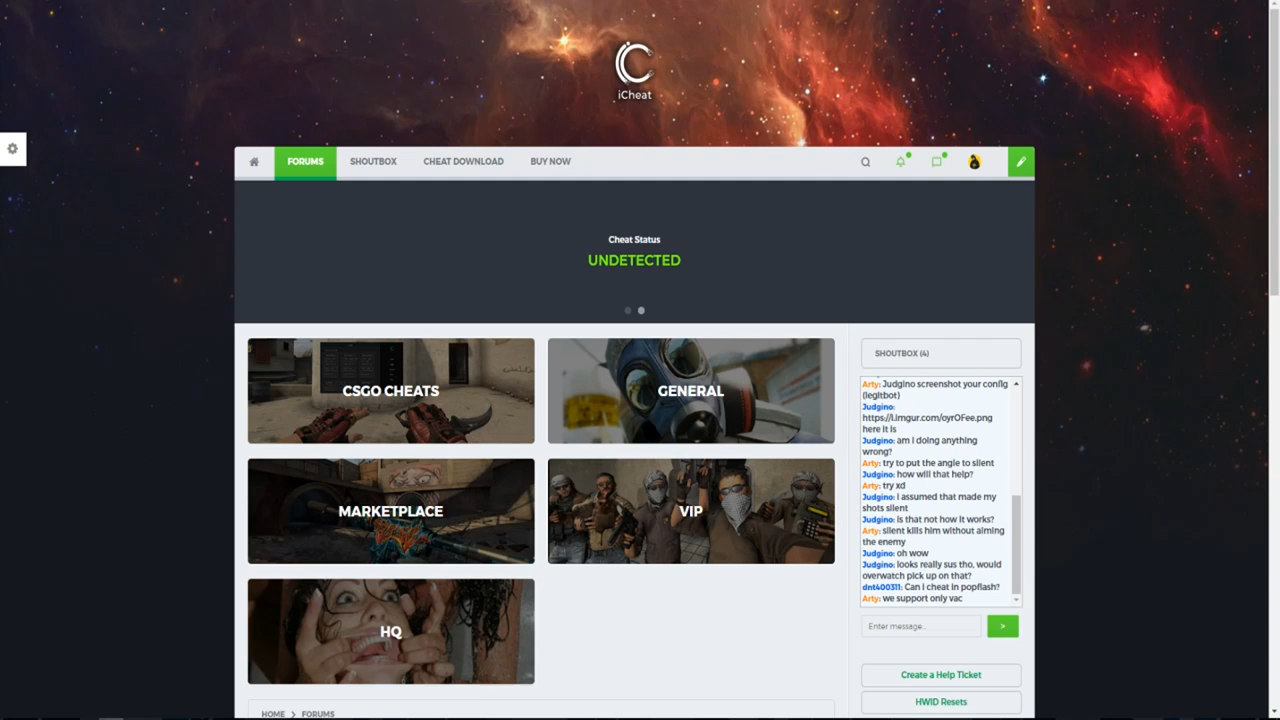 iCheat
FORUMS SHOUTBOX CHEAT DOWNLOAD BUY NOW
Cheat Status
UNDETECTED
CSGO CHEATS
GENERAL
MARKETPLACE
VIP
HQ
HOME > FORUMS
SHOUTBOX (4)
Arty: Judgino screenshot your config
(legitbot)
Judgino:
https://i.imgur.com/oyrOFee.png
here it is
Judgino: am i doing anything
wrong?
Arty: try to put the angle to silent
Judgino: how will that help?
Arty: try xd
Judgino: i assumed that made my
shots silent
Judgino: is that not how it works?
Arty: silent kills him without aiming
the enemy
Judgino: oh wow
Judgino: looks really sus tho, would
overwatch pick up on that?
dnt400311: Can i cheat in popflash?
Arty: we support only vac
Enter message... >
Create a Help Ticket
HWID Resets